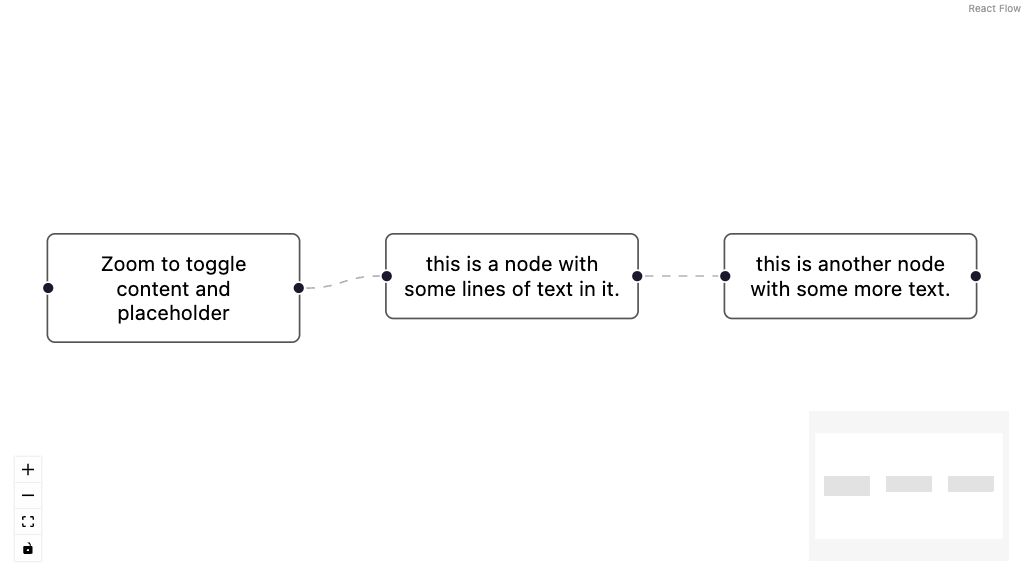 React Flow
Zoom to toggle
content and
placeholder
this is a node with
some lines of text in it.
this is another node
with some more text.